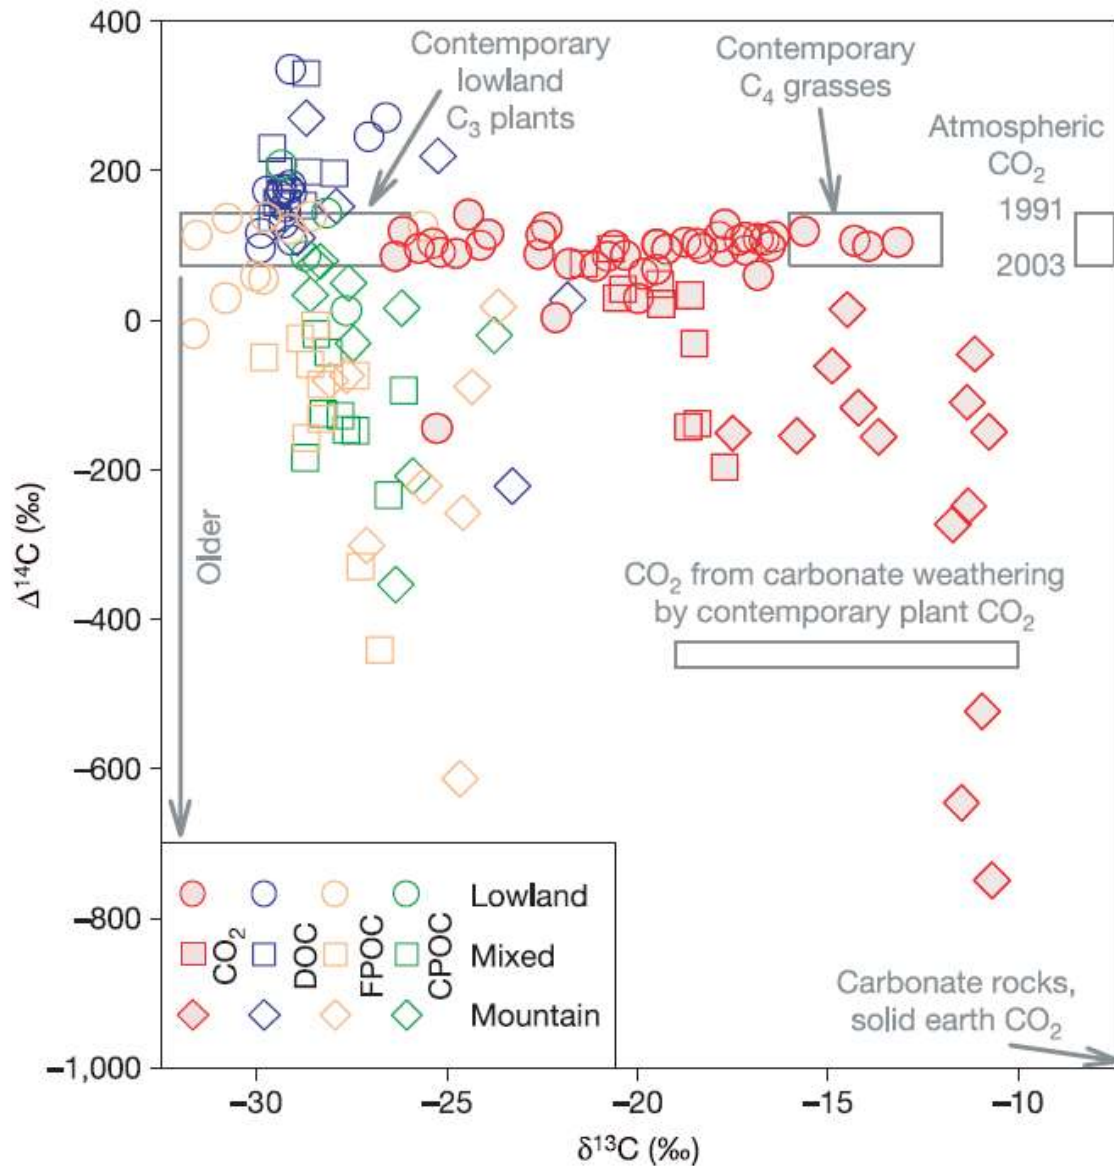 400
200
0
−200
−400
−600
−800
−1,000
Δ¹⁴C (‰)
Contemporary
lowland
C₃ plants
Contemporary
C₄ grasses
Atmospheric
CO₂
1991
2003
Older
CO₂ from carbonate weathering
by contemporary plant CO₂
CO₂
DOC
FPOC
CPOC
Lowland
Mixed
Mountain
Carbonate rocks,
solid earth CO₂
−30
−25
−20
−15
−10
δ¹³C (‰)